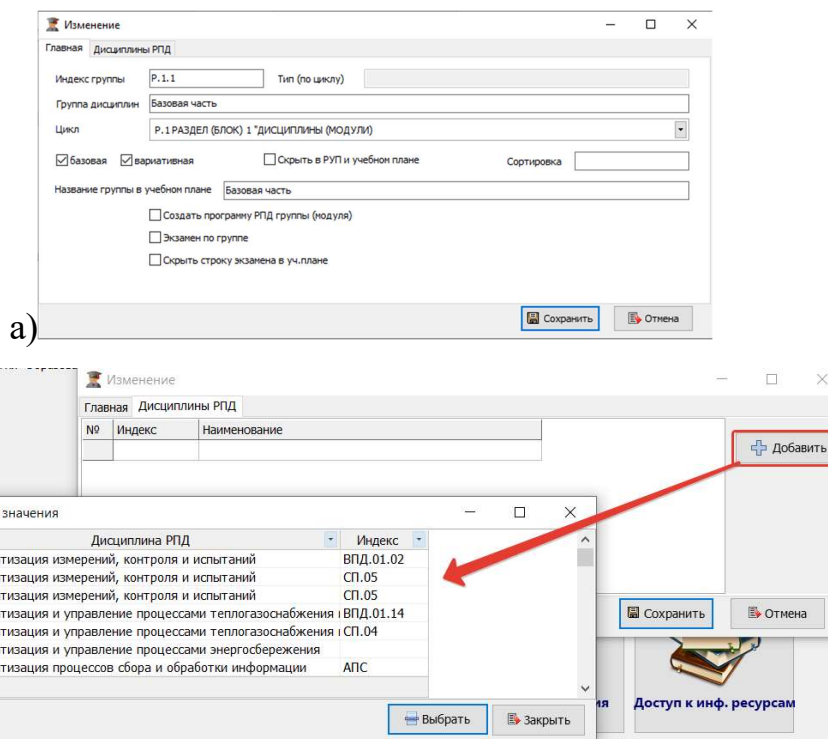 Изменение
Главная Дисциплины РПД
Индекс группы Р.1.1 Тип (по циклу)
Группа дисциплин Базовая часть
Цикл Р.1 РАЗДЕЛ (БЛОК) 1 "ДИСЦИПЛИНЫ (МОДУЛИ)
базовая вариативная Скрыть в РУП и учебном плане Сортировка
Название группы в учебном плане Базовая часть
Создать программу РПД группы (модуля)
Экзамен по группе
Скрыть строку экзамена в уч.плане
Сохранить Отмена
а)
Изменение
Главная Дисциплины РПД
№ Индекс Наименование
Добавить
значения
Дисциплина РПД Индекс
тизация измерений, контроля и испытаний ВПД.01.02
тизация измерений, контроля и испытаний СП.05
тизация измерений, контроля и испытаний СП.05
тизация и управление процессами теплогазоснабжения ВПД.01.14
тизация и управление процессами теплогазоснабжения СП.04
тизация и управление процессами энергосбережения
тизация процессов сбора и обработки информации АПС
Сохранить Отмена
ия Доступ к инф. ресурсам
Выбрать Закрыть